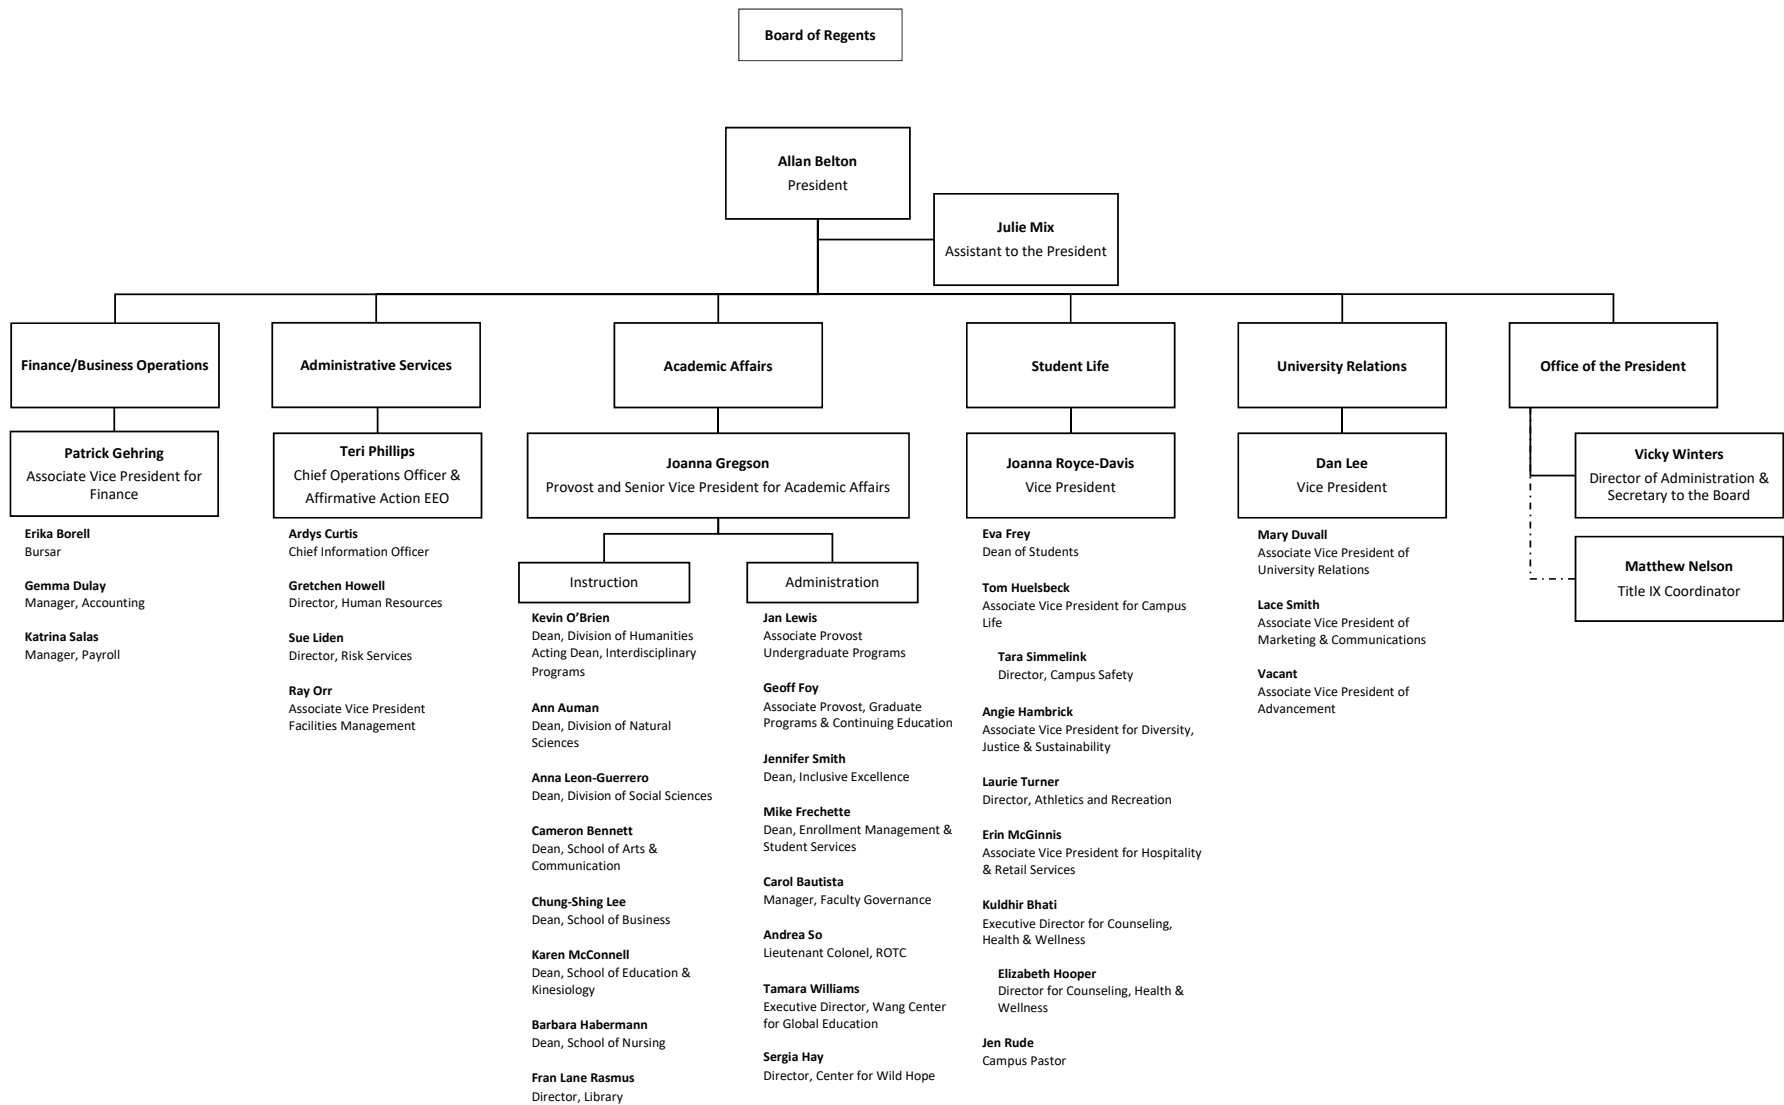 Board of Regents
Allan Belton
President
Julie Mix
Assistant to the President
Finance/Business Operations
Patrick Gehring
Associate Vice President for
Finance
Erika Borell
Bursar
Gemma Dulay
Manager, Accounting
Katrina Salas
Manager, Payroll
Administrative Services
Teri Phillips
Chief Operations Officer &
Affirmative Action EEO
Ardys Curtis
Chief Information Officer
Gretchen Howell
Director, Human Resources
Sue Liden
Director, Risk Services
Ray Orr
Associate Vice President
Facilities Management
Academic Affairs
Joanna Gregson
Provost and Senior Vice President for Academic Affairs
Instruction
Kevin O’Brien
Dean, Division of Humanities
Acting Dean, Interdisciplinary
Programs
Ann Auman
Dean, Division of Natural
Sciences
Anna Leon-Guerrero
Dean, Division of Social Sciences
Cameron Bennett
Dean, School of Arts &
Communication
Chung-Shing Lee
Dean, School of Business
Karen McConnell
Dean, School of Education &
Kinesiology
Barbara Habermann
Dean, School of Nursing
Fran Lane Rasmus
Director, Library
Administration
Jan Lewis
Associate Provost
Undergraduate Programs
Geoff Foy
Associate Provost, Graduate
Programs & Continuing Education
Jennifer Smith
Dean, Inclusive Excellence
Mike Frechette
Dean, Enrollment Management &
Student Services
Carol Bautista
Manager, Faculty Governance
Andrea So
Lieutenant Colonel, ROTC
Tamara Williams
Executive Director, Wang Center
for Global Education
Sergia Hay
Director, Center for Wild Hope
Student Life
Joanna Royce-Davis
Vice President
Eva Frey
Dean of Students
Tom Huelsbeck
Associate Vice President for Campus
Life
Tara Simmelink
Director, Campus Safety
Angie Hambrick
Associate Vice President for Diversity,
Justice & Sustainability
Laurie Turner
Director, Athletics and Recreation
Erin McGinnis
Associate Vice President for Hospitality
& Retail Services
Kuldhir Bhati
Executive Director for Counseling,
Health & Wellness
Elizabeth Hooper
Director for Counseling, Health &
Wellness
Jen Rude
Campus Pastor
University Relations
Dan Lee
Vice President
Mary Duvall
Associate Vice President of
University Relations
Lace Smith
Associate Vice President of
Marketing & Communications
Vacant
Associate Vice President of
Advancement
Office of the President
Vicky Winters
Director of Administration &
Secretary to the Board
Matthew Nelson
Title IX Coordinator